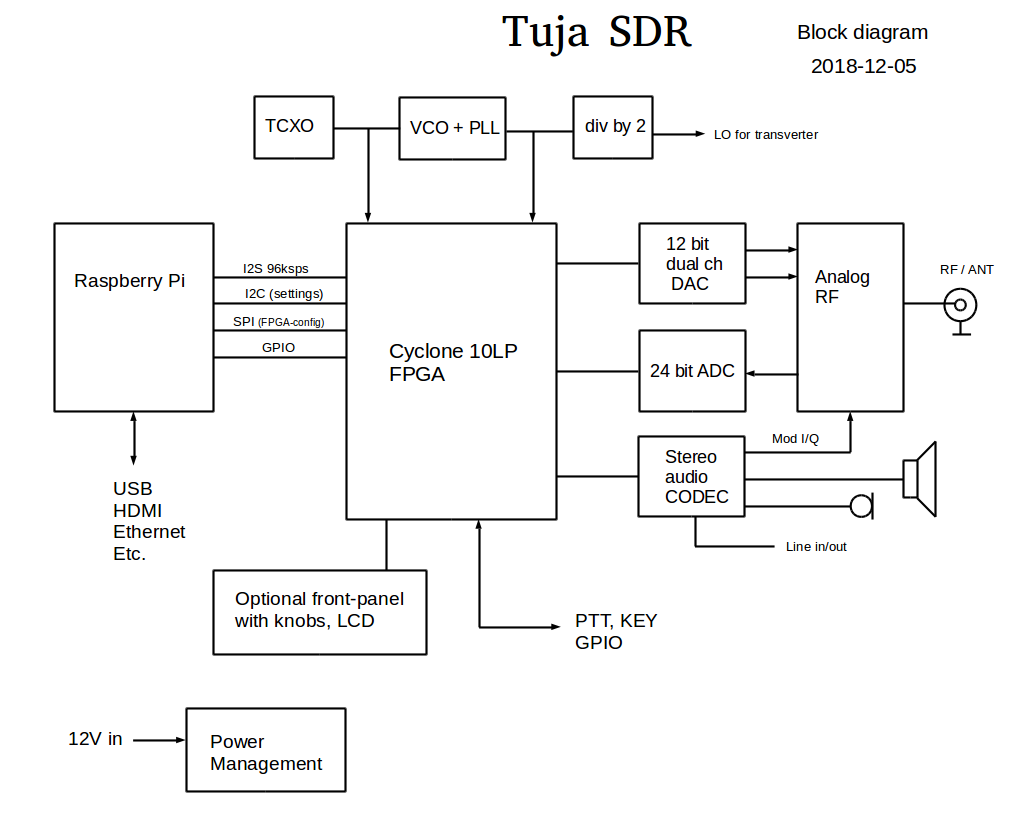 Tuja SDR
Block diagram
2018-12-05
TCXO
VCO + PLL
div by 2
LO for transverter
Raspberry Pi
I2S 96ksps
I2C (settings)
SPI (FPGA-config)
GPIO
Cyclone 10LP
FPGA
12 bit
dual ch
DAC
24 bit ADC
Analog
RF
RF / ANT
Stereo
audio
CODEC
Mod I/Q
Line in/out
USB
HDMI
Ethernet
Etc.
Optional front-panel
with knobs, LCD
PTT, KEY
GPIO
12V in
Power
Management